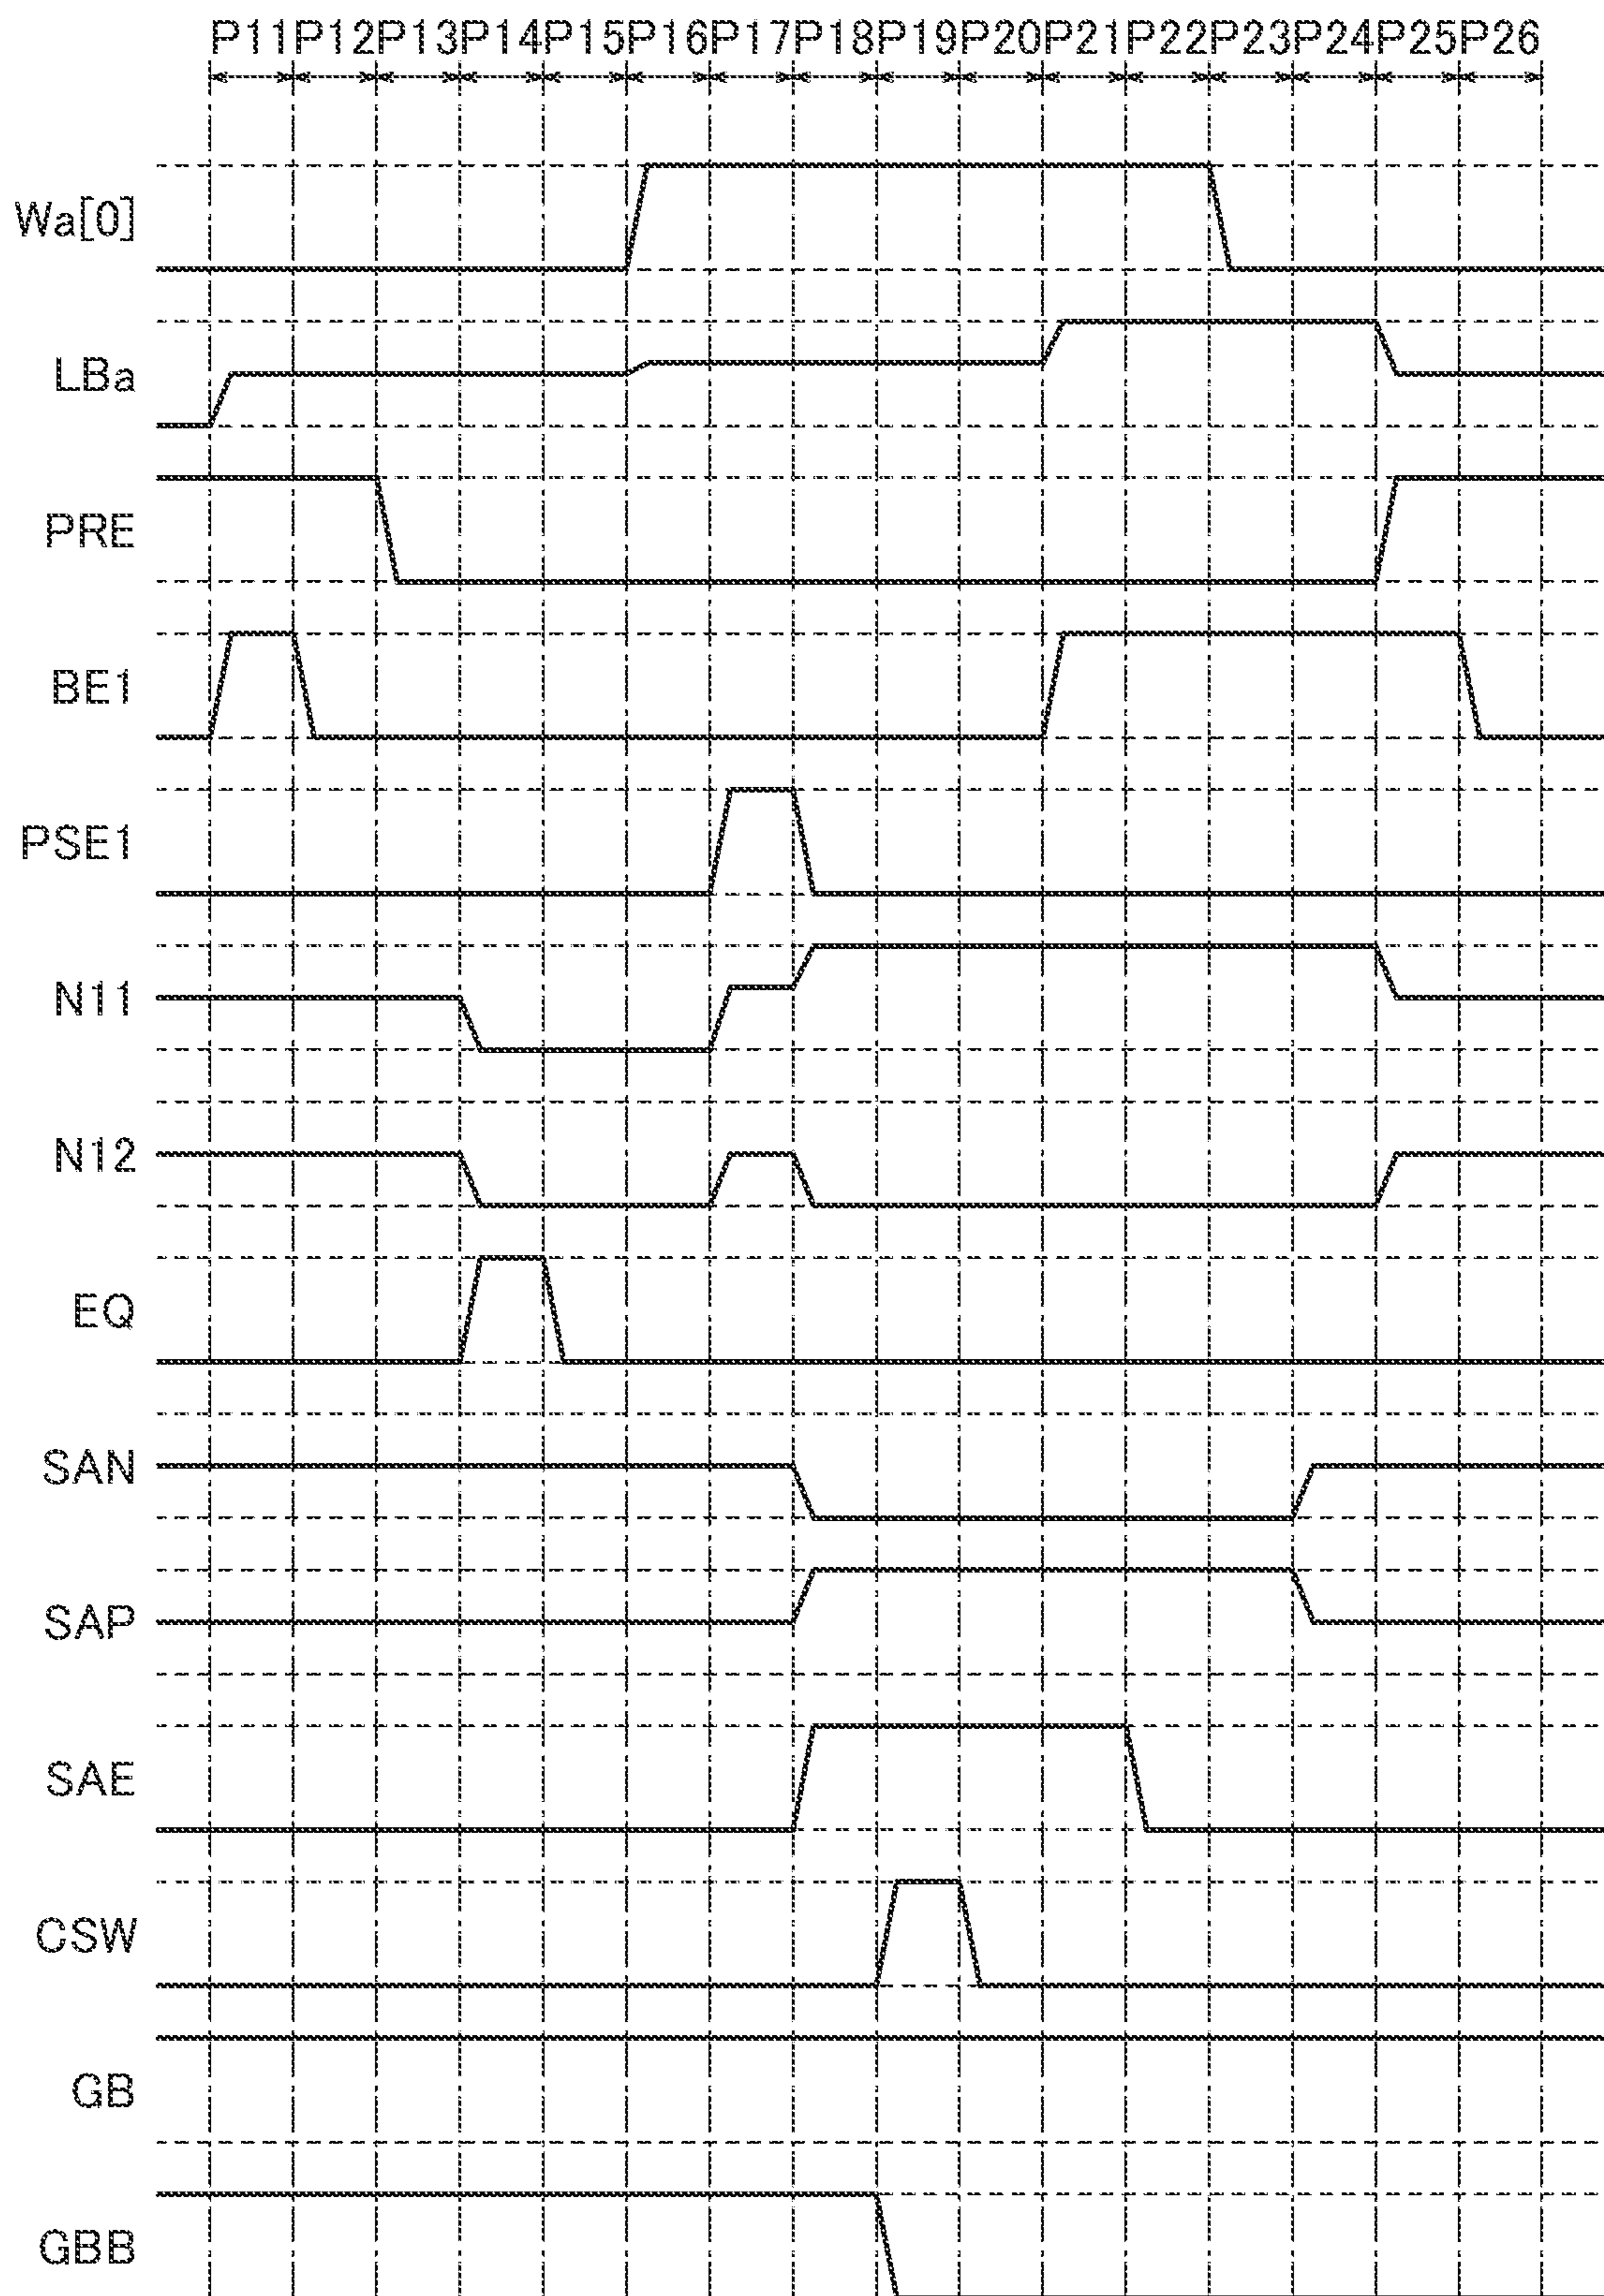 P11P12P13P14P15P16P17P18P19P20P21P22P23P24P25P26
Wa[0]
LBa
PRE
BE1
PSE1
N11
N12
EQ
SAN
SAP
SAE
CSW
GB
GBB